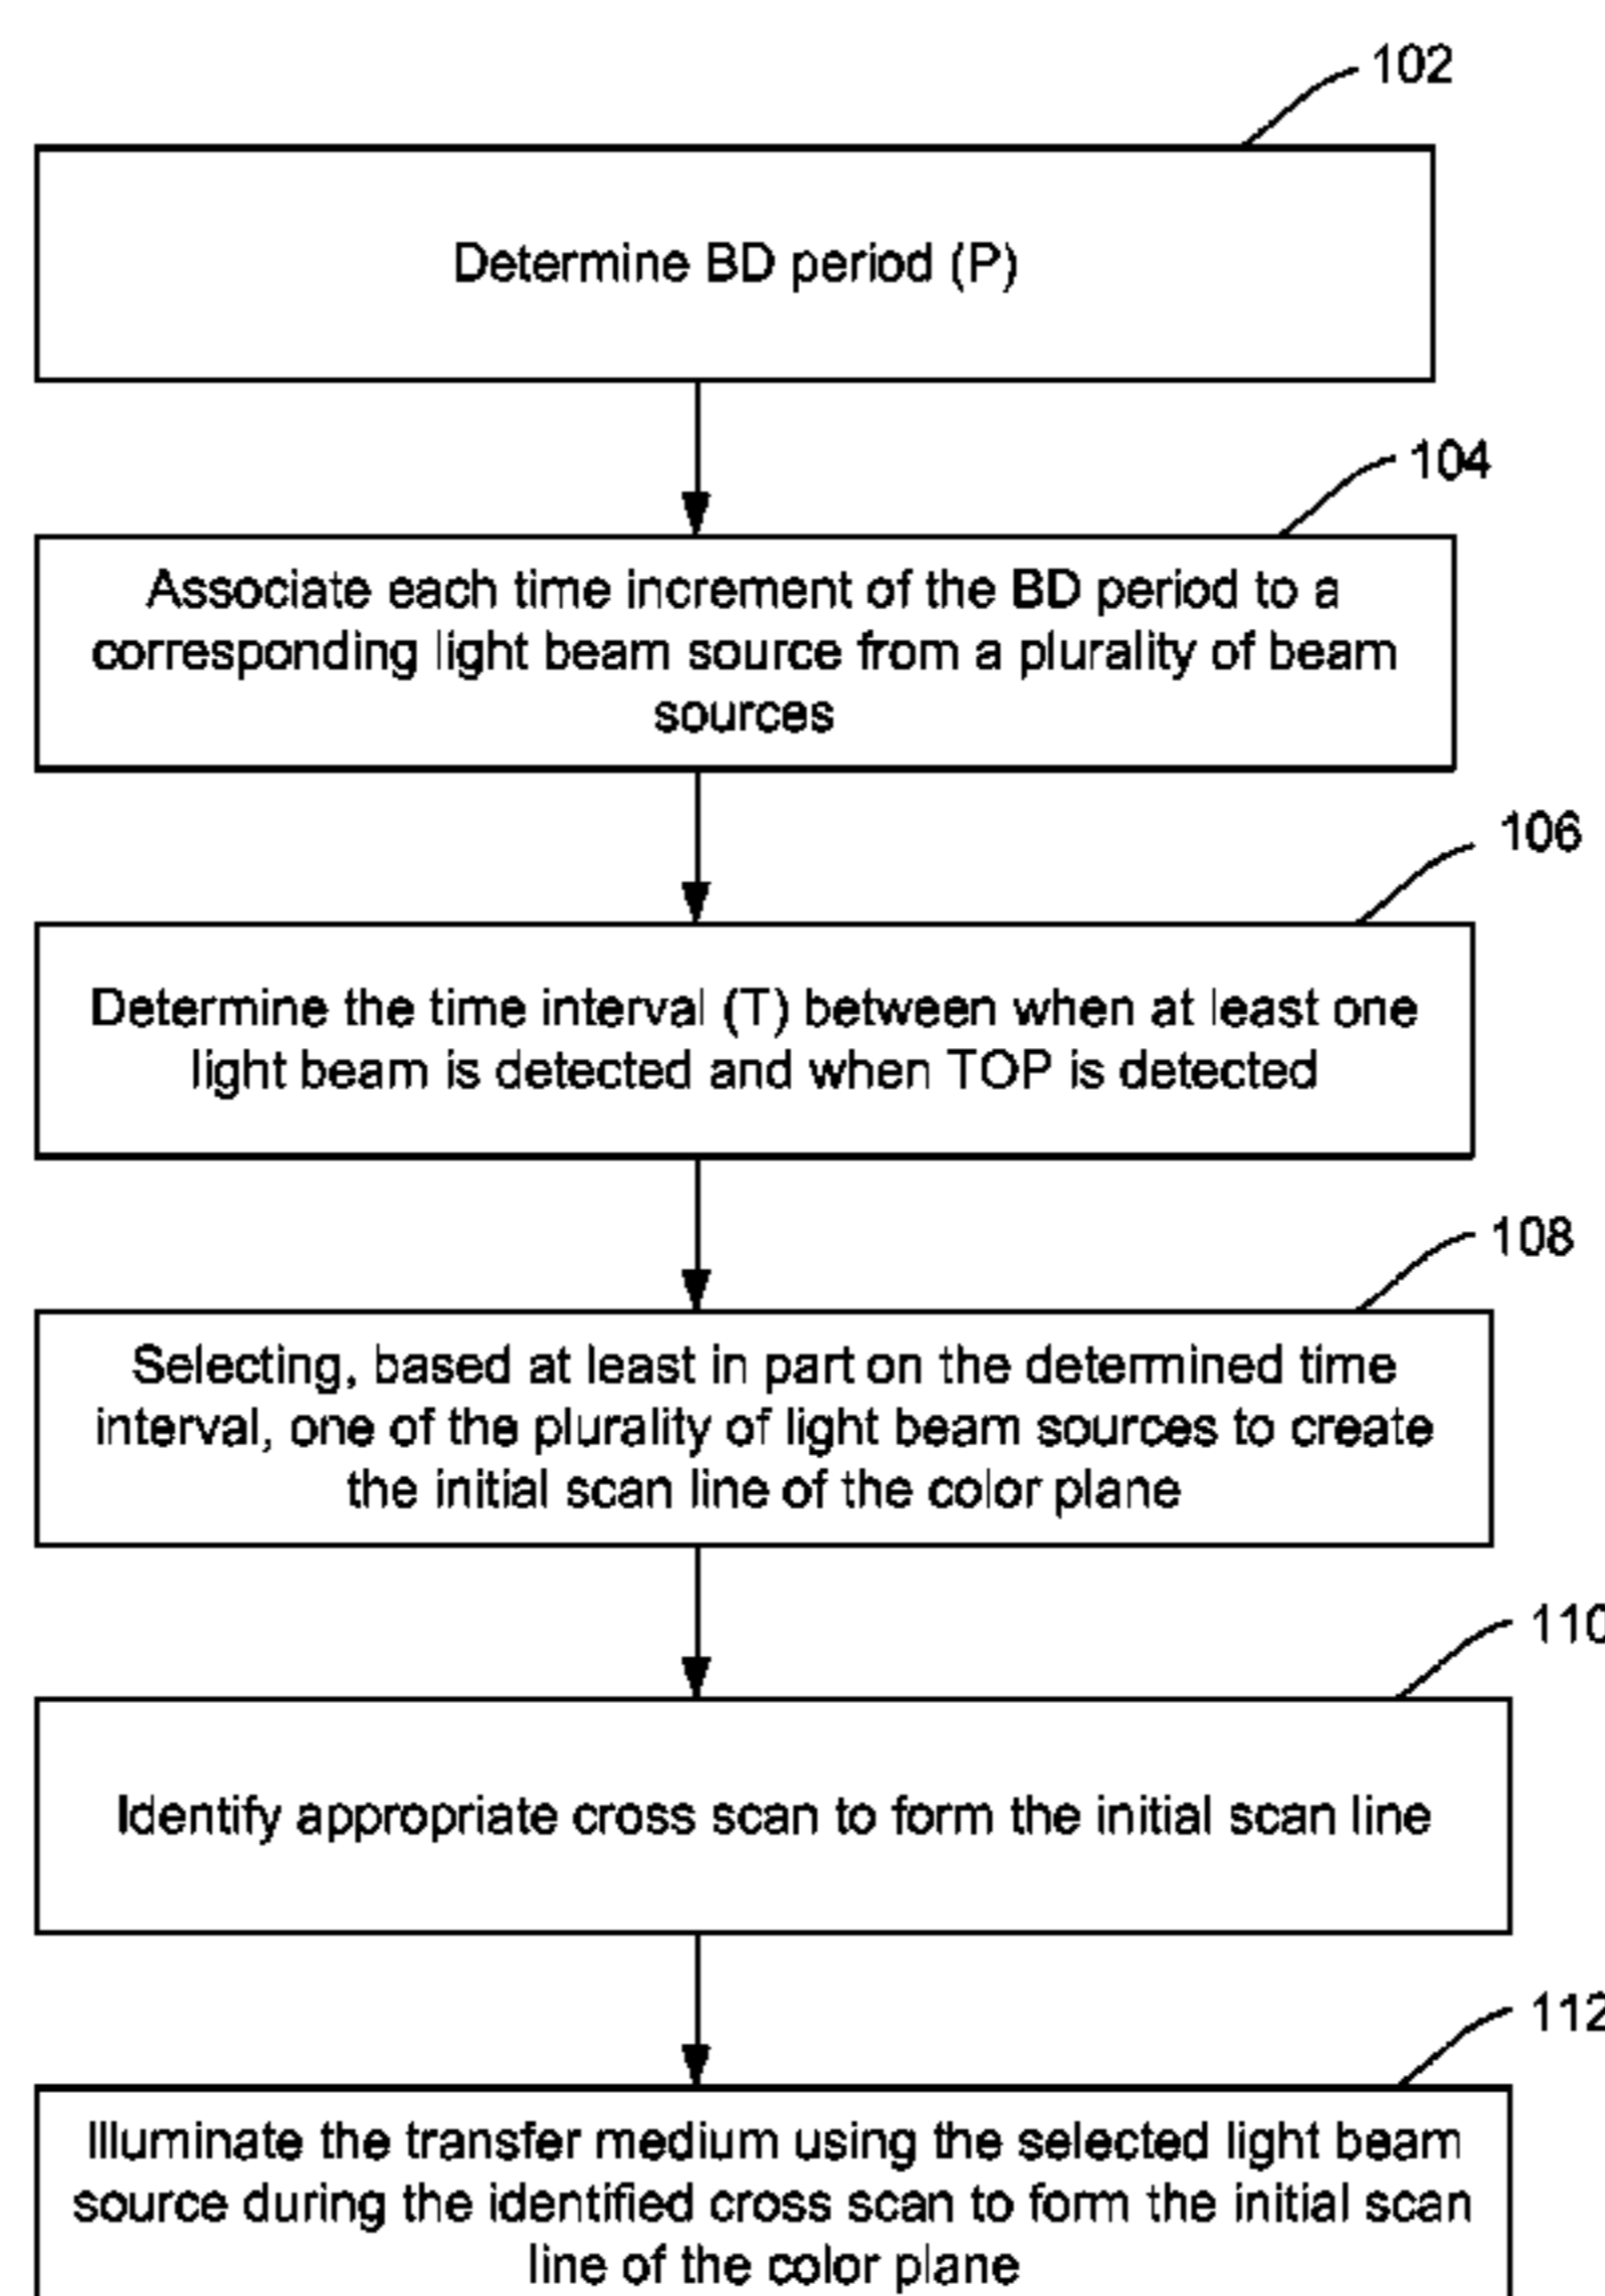 102
Determine BD period (P)
104
Associate each time increment of the BD period to a
corresponding light beam source from a plurality of beam
sources
106
Determine the time interval (T) between when at least one
light beam is detected and when TOP is detected
108
Selecting, based at least in part on the determined time
interval, one of the plurality of light beam sources to create
the initial scan line of the color plane
110
Identify appropriate cross scan to form the initial scan line
112
Illuminate the transfer medium using the selected light beam
source during the identified cross scan to form the initial scan
line of the color plane